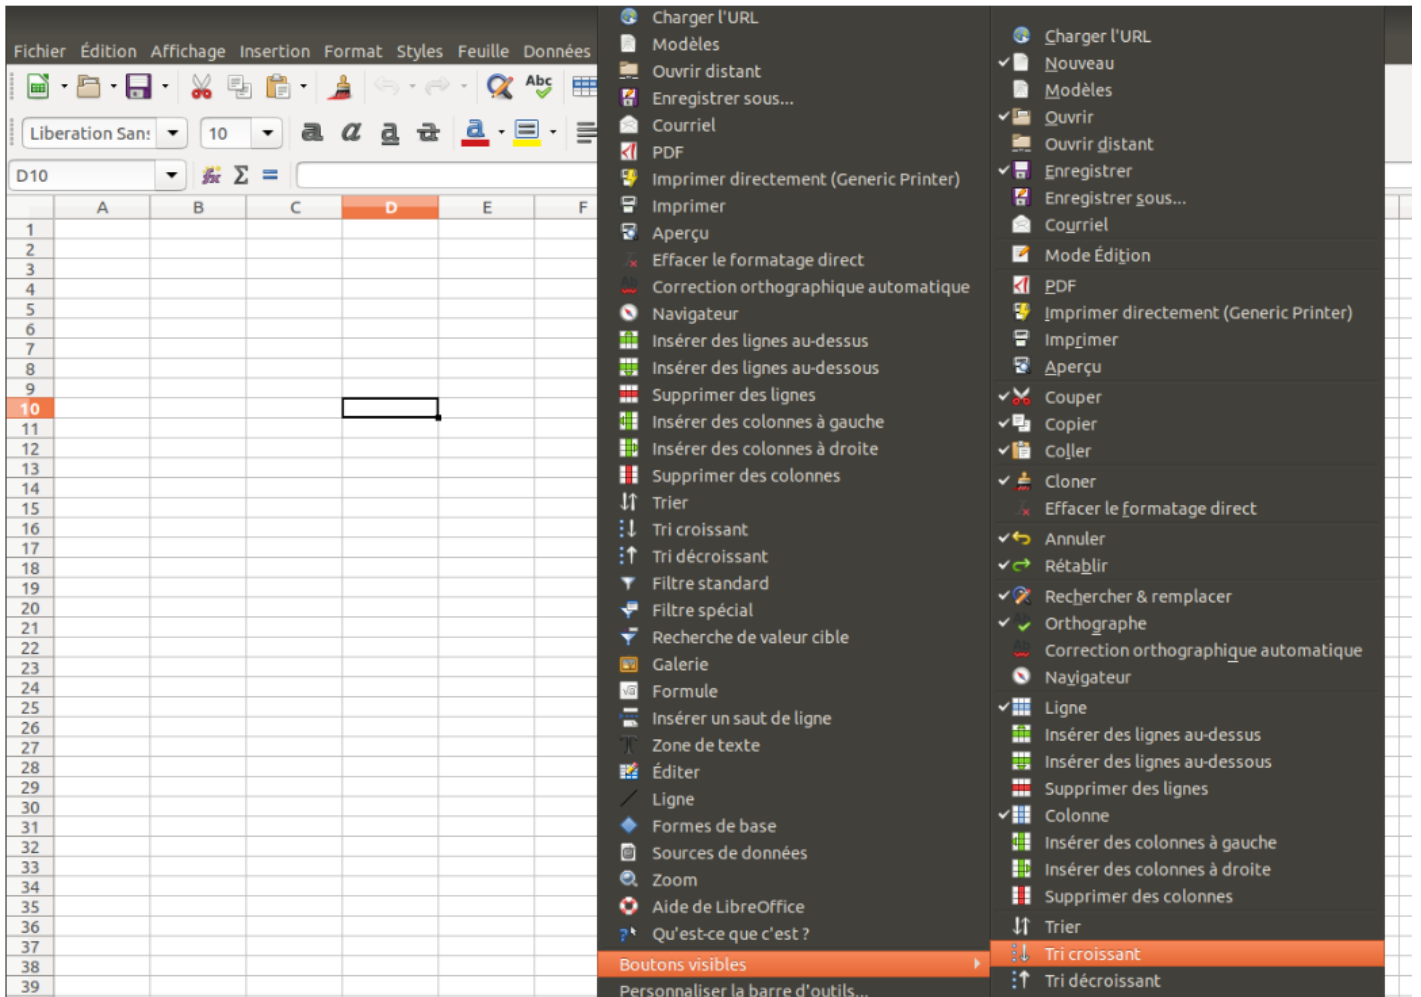 Fichier Édition Affichage Insertion Format Styles Feuille Données
Abc
Liberation Sans
10
D10
A B C D E F
1
2
3
4
5
6
7
8
9
10
11
12
13
14
15
16
17
18
19
20
21
22
23
24
25
26
27
28
29
30
31
32
33
34
35
36
37
38
39
Charger l'URL
Modèles
Ouvrir distant
Enregistrer sous...
Courriel
PDF
Imprimer directement (Generic Printer)
Imprimer
Aperçu
Effacer le formatage direct
Correction orthographique automatique
Navigateur
Insérer des lignes au-dessus
Insérer des lignes au-dessous
Supprimer des lignes
Insérer des colonnes à gauche
Insérer des colonnes à droite
Supprimer des colonnes
Trier
Tri croissant
Tri décroissant
Filtre standard
Filtre spécial
Recherche de valeur cible
Galerie
Formule
Insérer un saut de ligne
Zone de texte
Éditer
Ligne
Formes de base
Sources de données
Zoom
Aide de LibreOffice
Qu'est-ce que c'est ?
Boutons visibles
Personnaliser la barre d'outils...
Charger l'URL
Nouveau
Modèles
Ouvrir
Ouvrir distant
Enregistrer
Enregistrer sous...
Courriel
Mode Édition
PDF
Imprimer directement (Generic Printer)
Imprimer
Aperçu
Couper
Copier
Coller
Cloner
Effacer le formatage direct
Annuler
Rétablir
Rechercher & remplacer
Orthographe
Correction orthographique automatique
Navigateur
Ligne
Insérer des lignes au-dessus
Insérer des lignes au-dessous
Supprimer des lignes
Colonne
Insérer des colonnes à gauche
Insérer des colonnes à droite
Supprimer des colonnes
Trier
Tri croissant
Tri décroissant